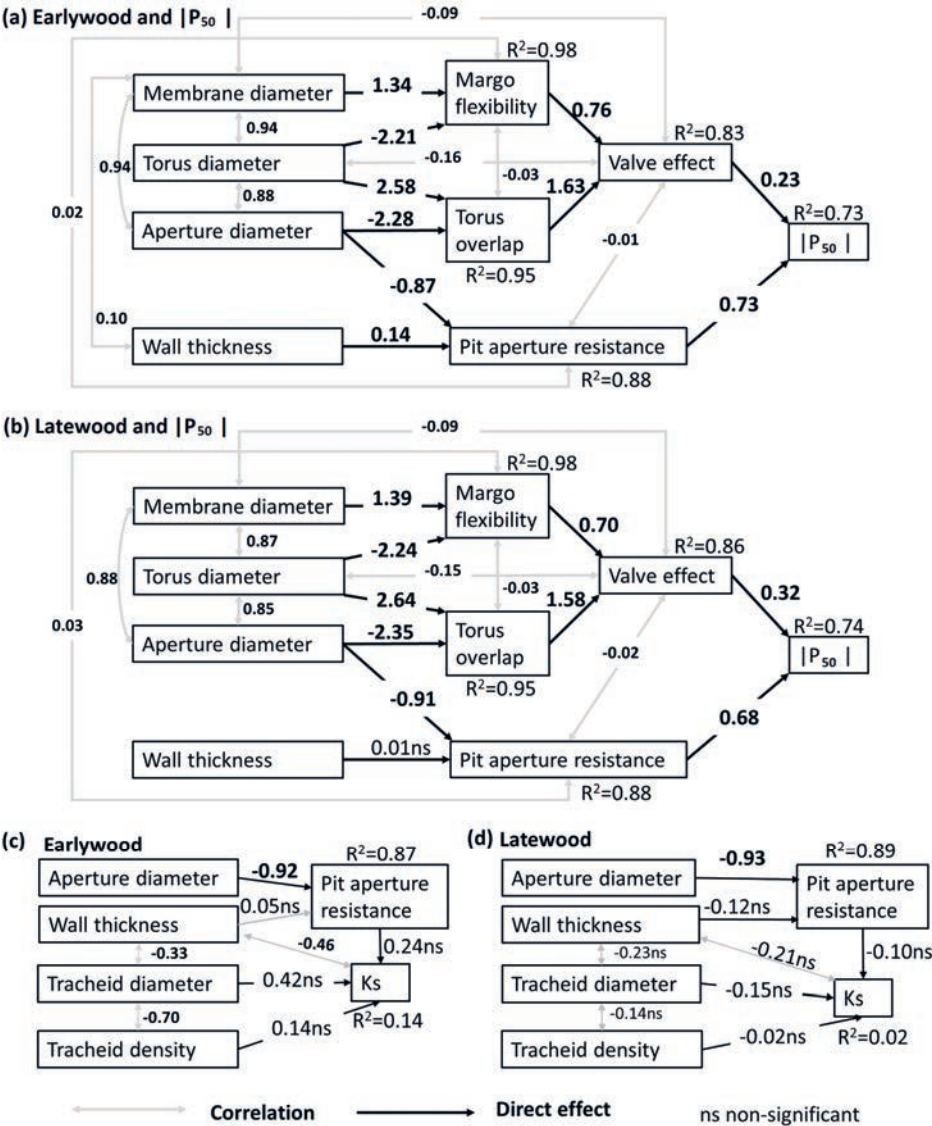 (a) Earlywood and |P50 |
-0.09
R2=0.98
Membrane diameter
1.34
Margo
flexibility
0.76
R2=0.83
0.94
-2.21
0.94
Torus diameter
-0.16
Valve effect
-0.03
0.23
0.88
2.58
1.63
0.02
R2=0.73
Aperture diameter
-2.28
Torus
overlap
-0.01
|P50 |
R2=0.95
-0.87
0.73
0.10
0.14
Wall thickness
Pit aperture resistance
R2=0.88
(b) Latewood and |P50 |
-0.09
R2=0.98
Membrane diameter
1.39
Margo
flexibility
0.70
R2=0.86
0.87
-2.24
0.88
Torus diameter
-0.15
Valve effect
-0.03
0.32
0.85
2.64
1.58
0.03
R2=0.74
Aperture diameter
-2.35
Torus
overlap
-0.02
|P50 |
R2=0.95
-0.91
0.68
0.01ns
Wall thickness
Pit aperture resistance
R2=0.88
(c) Earlywood
R2=0.87
Aperture diameter
-0.92
Pit aperture
resistance
0.05ns
Wall thickness
-0.46
0.24ns
-0.33
Tracheid diameter
0.42ns
Ks
-0.70
0.14ns
R2=0.14
Tracheid density
(d) Latewood
-0.93
R2=0.89
Aperture diameter
Pit aperture
resistance
-0.12ns
Wall thickness
-0.21ns
-0.10ns
-0.23ns
Tracheid diameter
-0.15ns
Ks
-0.14ns
-0.02ns
R2=0.02
Tracheid density
Correlation
Direct effect
ns non-significant